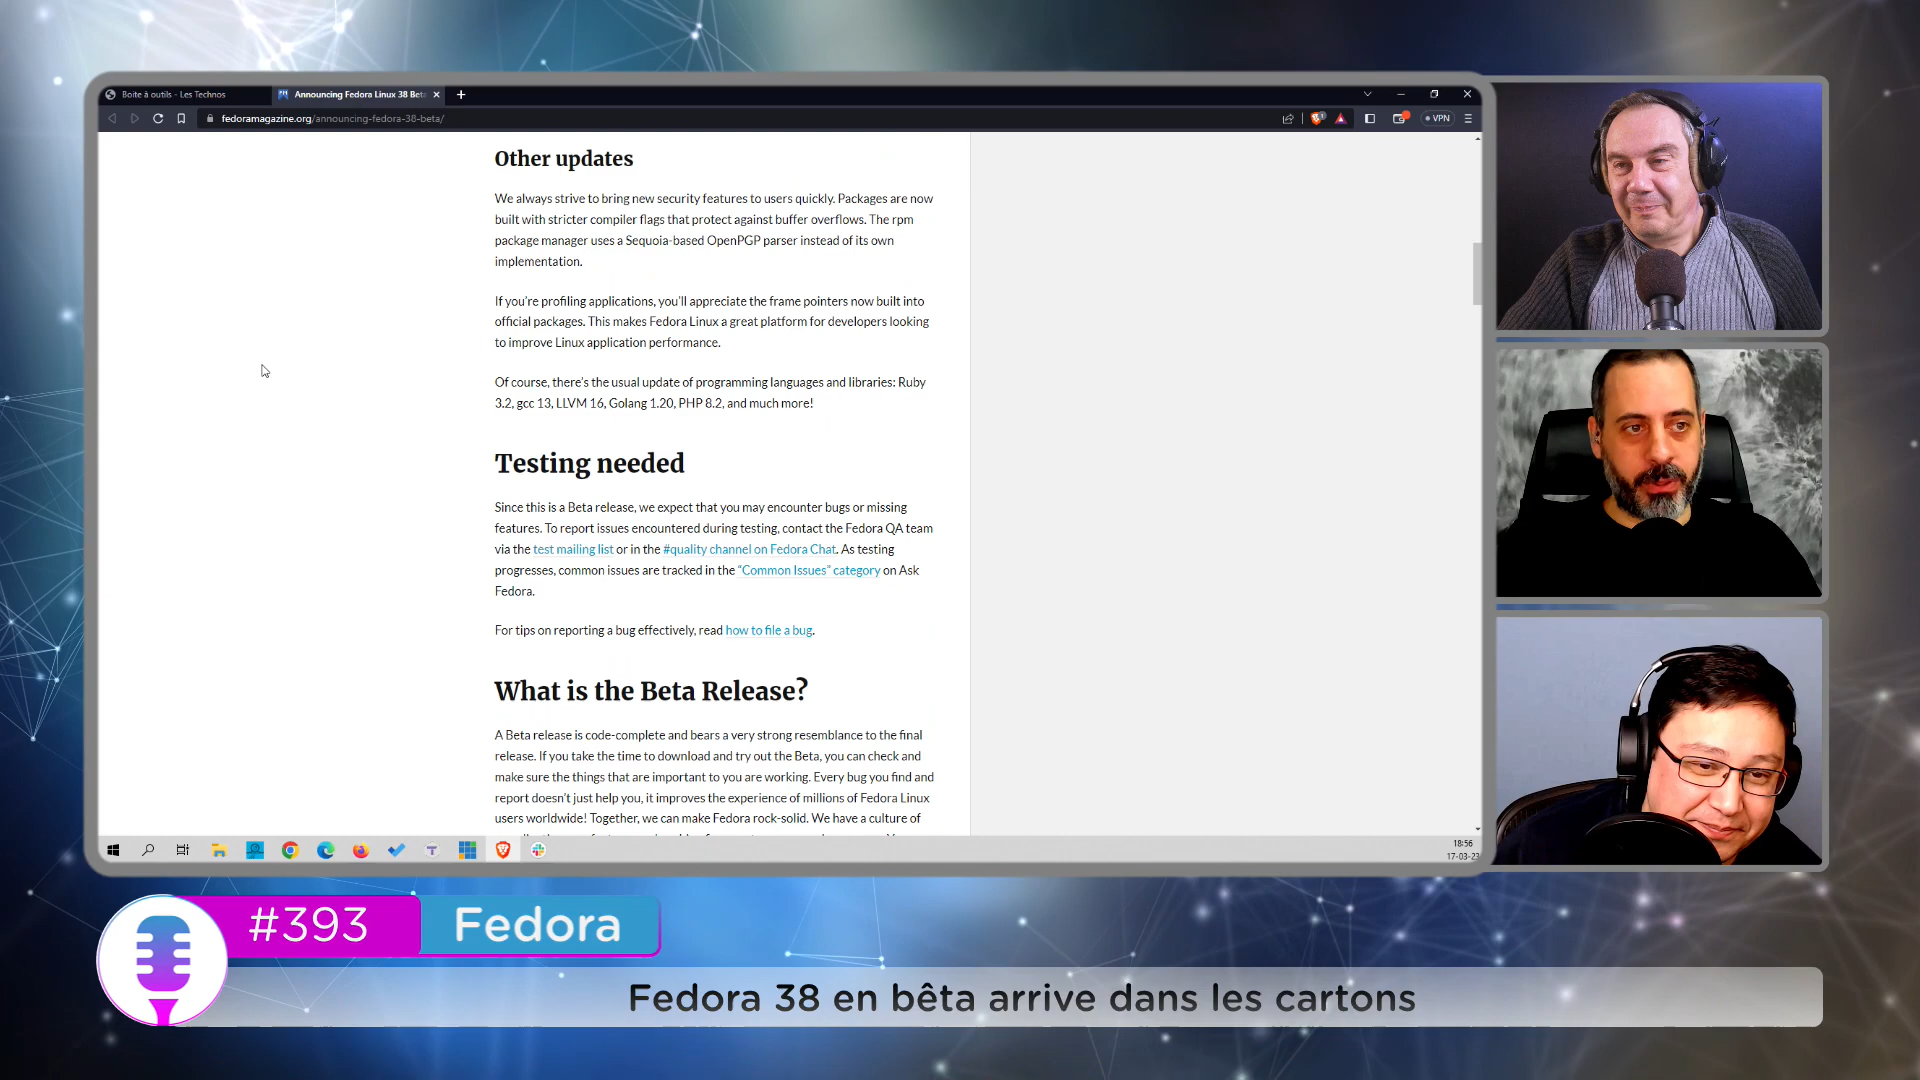 Boite à outils - Les Technos
Announcing Fedora Linux 38 Beta
fedoramagazine.org/announcing-fedora-38-beta/
VPN
Other updates
We always strive to bring new security features to users quickly. Packages are now
built with stricter compiler flags that protect against buffer overflows. The rpm
package manager uses a Sequoia-based OpenPGP parser instead of its own
implementation.
If you're profiling applications, you'll appreciate the frame pointers now built into
official packages. This makes Fedora Linux a great platform for developers looking
to improve Linux application performance.
Of course, there's the usual update of programming languages and libraries: Ruby
3.2, gcc 13, LLVM 16, Golang 1.20, PHP 8.2, and much more!
Testing needed
Since this is a Beta release, we expect that you may encounter bugs or missing
features. To report issues encountered during testing, contact the Fedora QA team
via the test mailing list or in the #quality channel on Fedora Chat. As testing
progresses, common issues are tracked in the “Common Issues” category on Ask
Fedora.
For tips on reporting a bug effectively, read how to file a bug.
What is the Beta Release?
A Beta release is code-complete and bears a very strong resemblance to the final
release. If you take the time to download and try out the Beta, you can check and
make sure the things that are important to you are working. Every bug you find and
report doesn't just help you, it improves the experience of millions of Fedora Linux
users worldwide! Together, we can make Fedora rock-solid. We have a culture of
18:56
17-03-23
#393
Fedora
Fedora 38 en bêta arrive dans les cartons